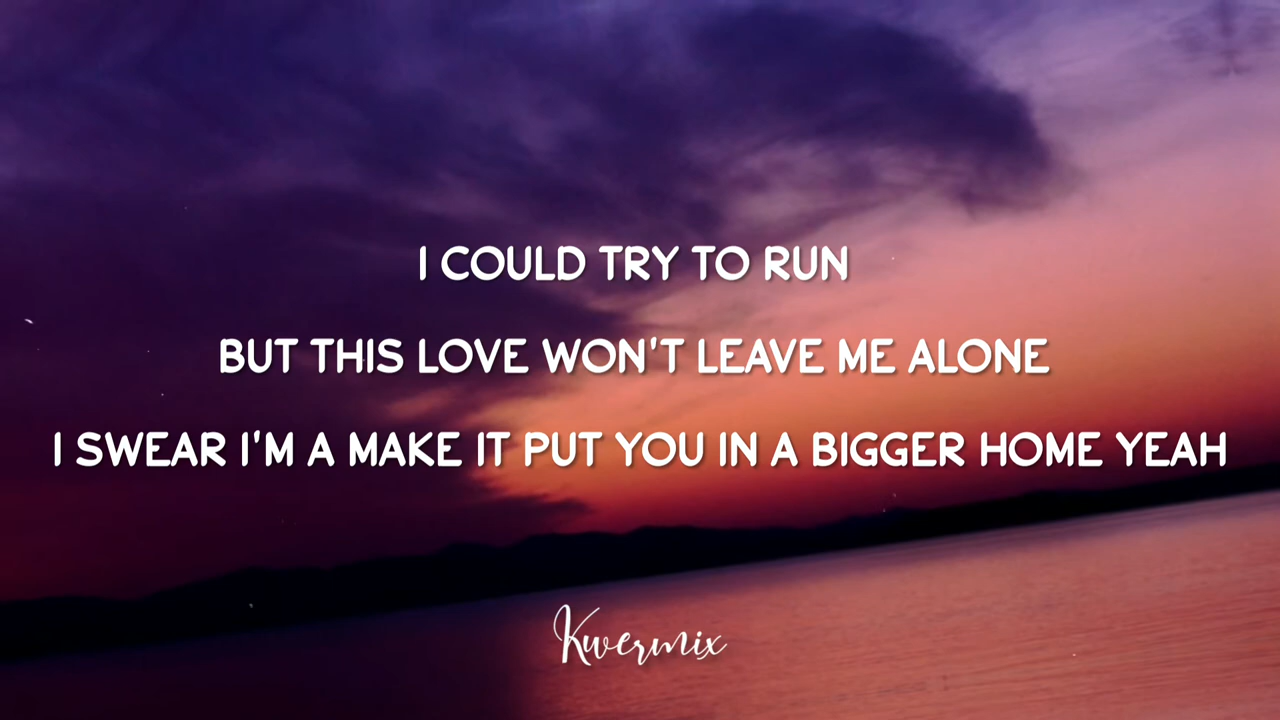 I COULD TRY TO RUN
BUT THIS LOVE WON'T LEAVE ME ALONE
I SWEAR I'M A MAKE IT PUT YOU IN A BIGGER HOME YEAH
Kwermix